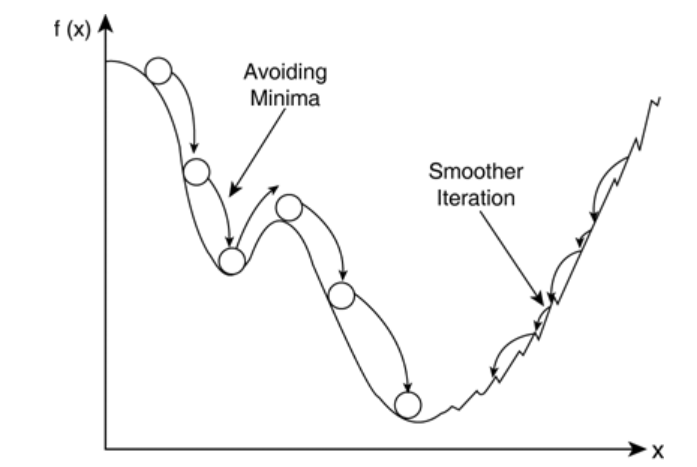 f (x)
Avoiding
Minima
Smoother
Iteration
x